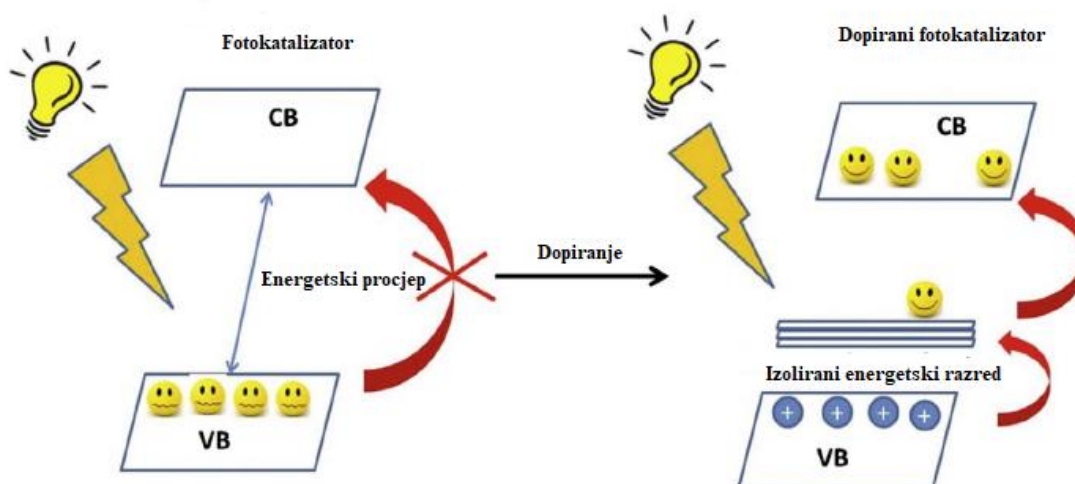 Fotokatalizator
CB
Energetski procjep
VB
Dopiranje
Dopirani fotokatalizator
CB
Izolirani energetski razred
+ + + +
VB